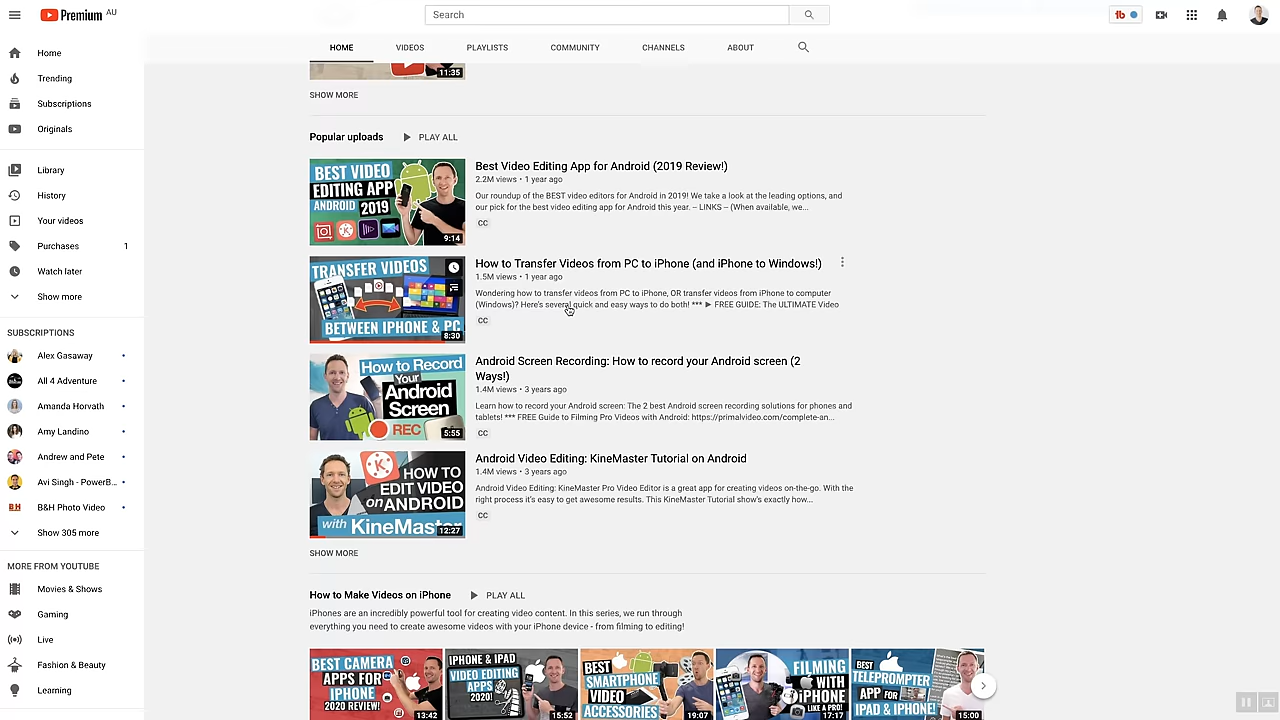 Premium AU
Search
HOME
VIDEOS
PLAYLISTS
COMMUNITY
CHANNELS
ABOUT
Home
Trending
Subscriptions
Originals
Library
History
Your videos
Purchases 1
Watch later
Show more
SUBSCRIPTIONS
Alex Gasaway
All 4 Adventure
Amanda Horvath
Amy Landino
Andrew and Pete
Avi Singh - PowerB...
B&H Photo Video
Show 305 more
MORE FROM YOUTUBE
Movies & Shows
Gaming
Live
Fashion & Beauty
Learning
11:35
SHOW MORE
Popular uploads
PLAY ALL
BEST VIDEO
EDITING APP
ANDROID 2019
9:14
Best Video Editing App for Android (2019 Review!)
2.2M views • 1 year ago
Our roundup of the BEST video editors for Android in 2019! We take a look at the leading options, and
our pick for the best video editing app for Android this year. -- LINKS -- (When available, we...
CC
TRANSFER VIDEOS
BETWEEN IPHONE & PC
8:30
How to Transfer Videos from PC to iPhone (and iPhone to Windows!)
1.5M views • 1 year ago
Wondering how to transfer videos from PC to iPhone, OR transfer videos from iPhone to computer
(Windows)? Here's several quick and easy ways to do both! *** ► FREE GUIDE: The ULTIMATE Video
CC
How to Record
Your
Android
Screen
REC
5:55
Android Screen Recording: How to record your Android screen (2
Ways!)
1.4M views • 3 years ago
Learn how to record your Android screen: The 2 best Android screen recording solutions for phones and
tablets! *** FREE Guide to Filming Pro Videos with Android: https://primalvideo.com/complete-an...
CC
HOW TO
EDIT VIDEO
on ANDROID
with KineMaster
12:27
Android Video Editing: KineMaster Tutorial on Android
1.4M views • 3 years ago
Android Video Editing: KineMaster Pro Video Editor is a great app for creating videos on-the-go. With the
right process it's easy to get awesome results. This KineMaster Tutorial show's exactly how...
CC
SHOW MORE
How to Make Videos on iPhone
PLAY ALL
iPhones are an incredibly powerful tool for creating video content. In this series, we run through
everything you need to create awesome videos with your iPhone device - from filming to editing!
BEST CAMERA
APPS FOR
IPHONE
2020 REVIEW!
13:42
IPHONE & IPAD
VIDEO EDITING
APPS
2020!
15:52
BEST
SMARTPHONE
VIDEO
ACCESSORIES
19:07
FILMING
WITH
iPHONE
LIKE A PRO!
17:17
BEST
TELEPROMPTER
APP FOR
IPAD & IPHONE!
15:00